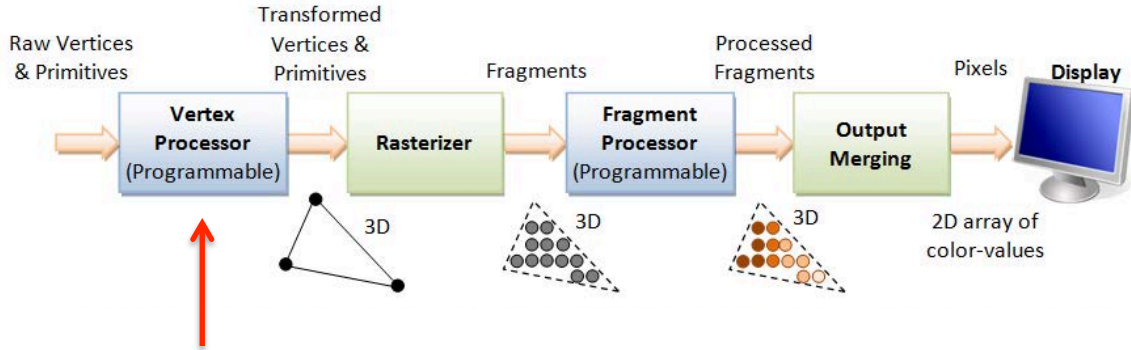 Raw Vertices
& Primitives
Vertex
Processor
(Programmable)
Transformed
Vertices &
Primitives
3D
Rasterizer
Fragments
3D
Fragment
Processor
(Programmable)
Processed
Fragments
3D
Output
Merging
Pixels
2D array of
color-values
Display